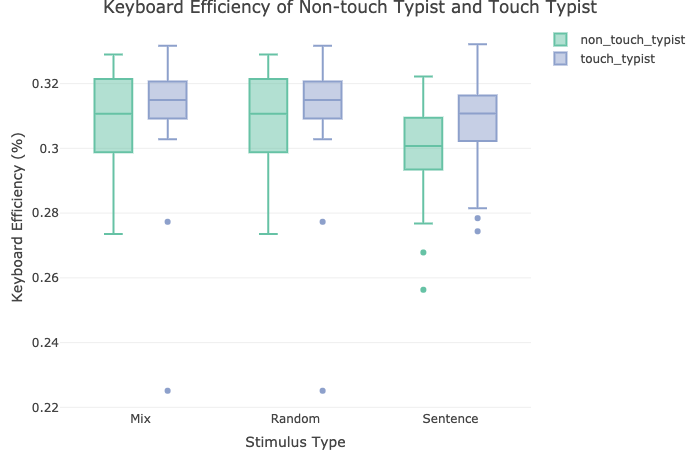 Keyboard Efficiency of Non-touch Typist and Touch Typist
non_touch_typist
touch_typist
Keyboard Efficiency (%)
0.32
0.3
0.28
0.26
0.24
0.22
Mix
Random
Sentence
Stimulus Type